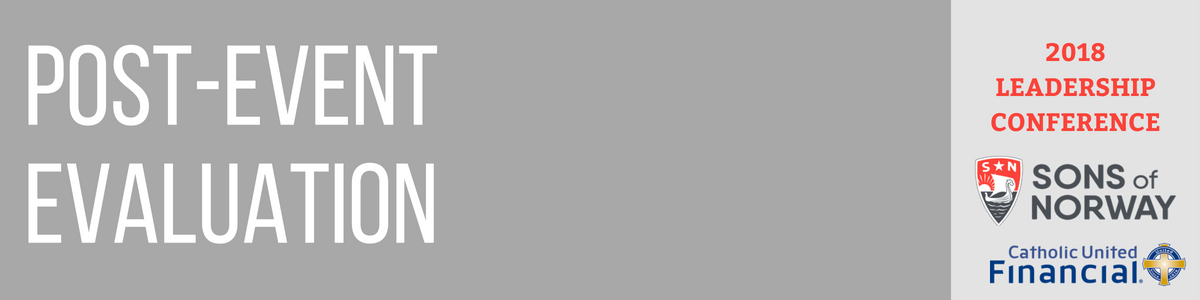 POST-EVENT
EVALUATION
2018
LEADERSHIP
CONFERENCE
S★N
SONS of
NORWAY
Catholic United
Financial®